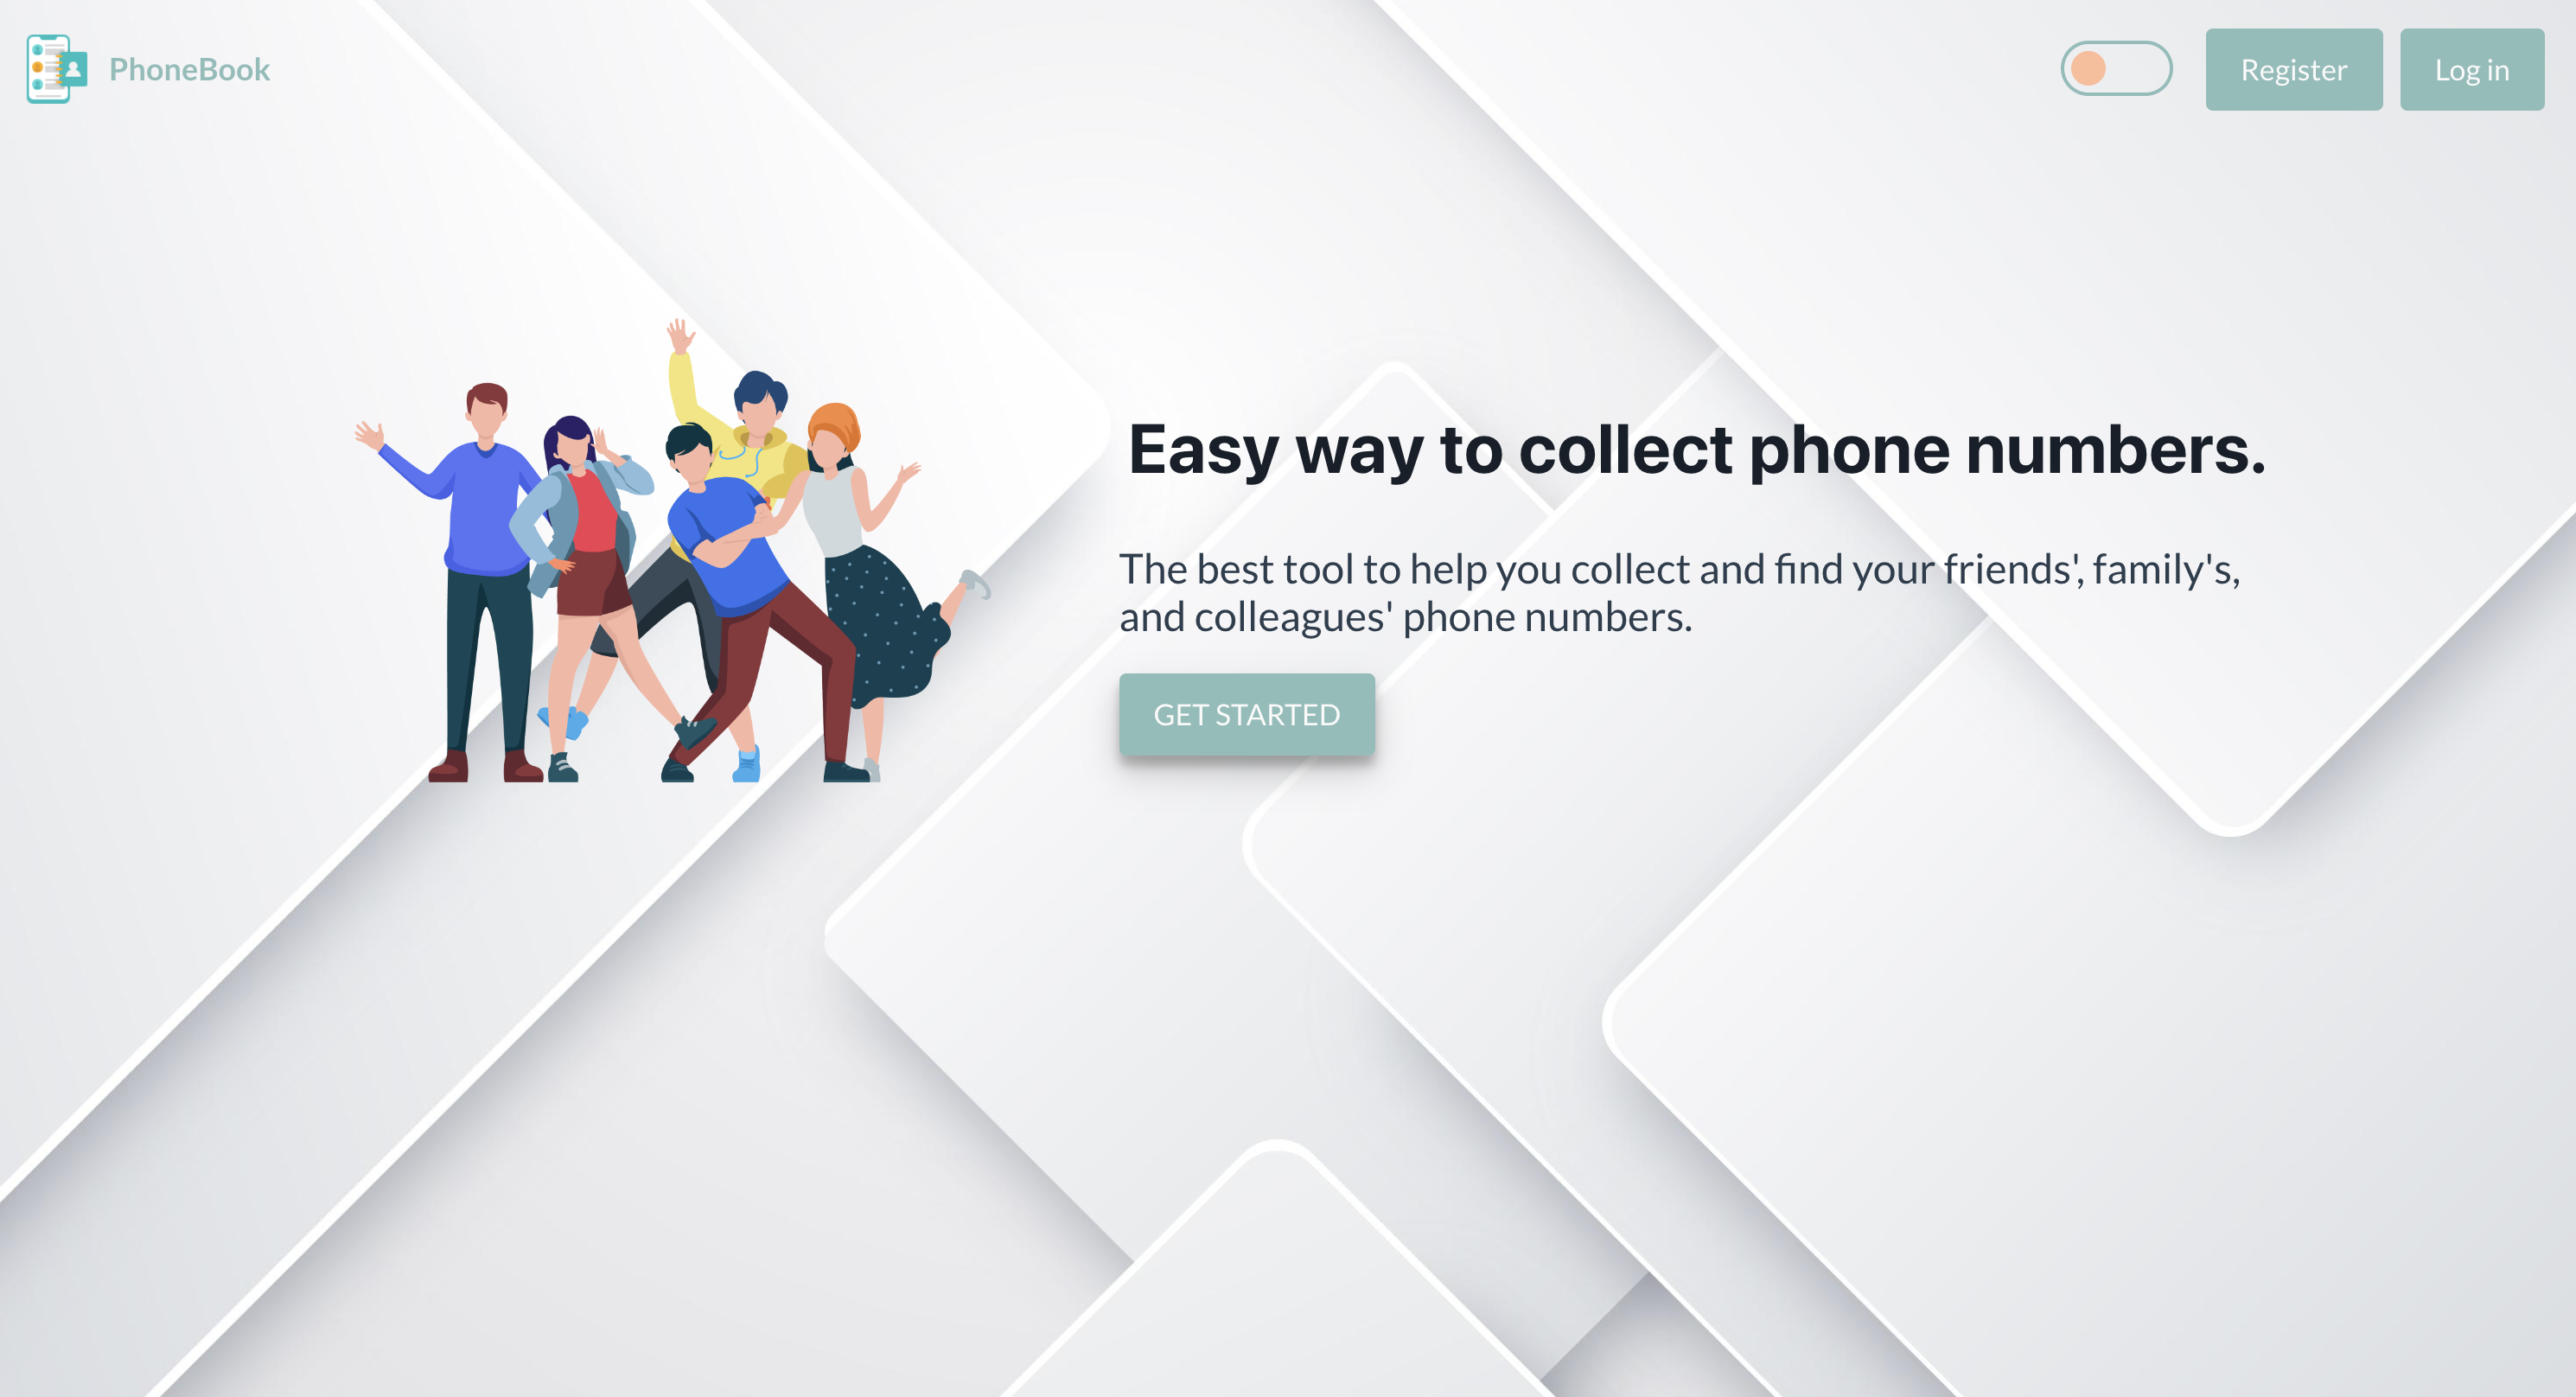 PhoneBook
Register
Log in
Easy way to collect phone numbers.
The best tool to help you collect and find your friends', family's,
and colleagues' phone numbers.
GET STARTED